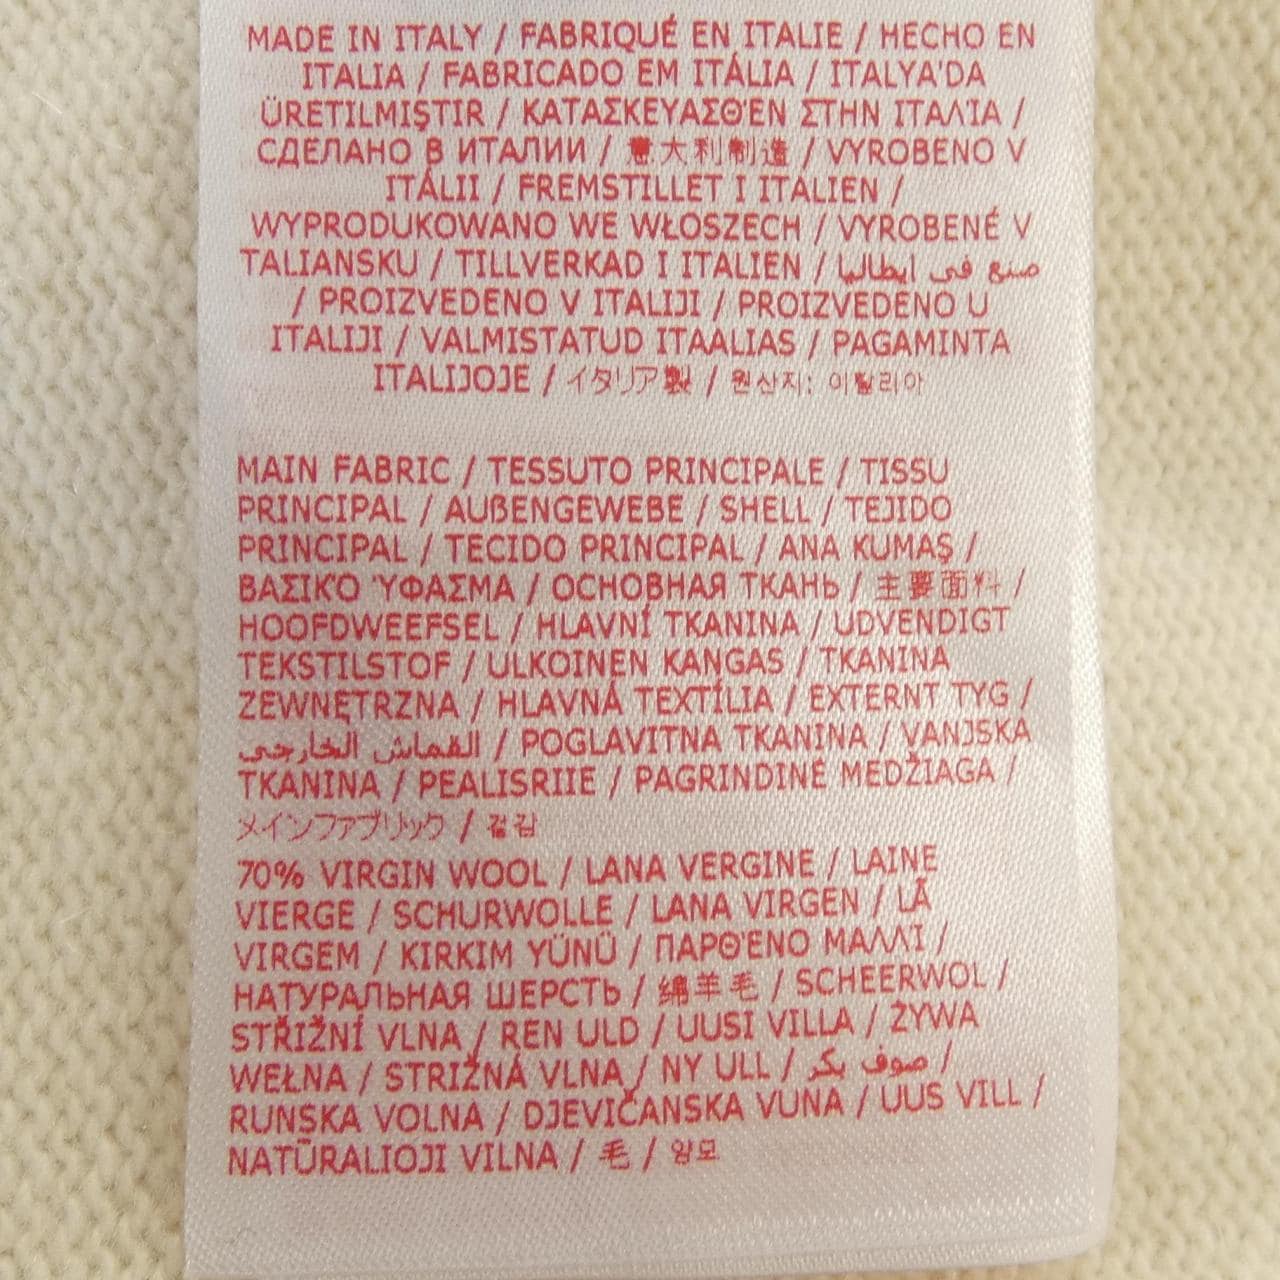 MADE IN ITALY / FABRIQUÉ EN ITALIE / HECHO EN
ITALIA / FABRICADO EM ITÁLIA / ITALYA'DA
ÜRETILMIŞTIR / ΚΑΤΑΣΚΕΥΑΣΘΈΝ ΣΤΗΝ ΙΤΑΛΊΑ /
СДЕЛАНО В ИТАЛИИ / 意大利制造 / VYROBENO V
ITÁLII / FREMSTILLET I ITALIEN /
WYPRODUKOWANO WE WŁOSZECH / VYROBENÉ V
TALIANSKU / TILLVERKAD I ITALIEN / صنع في ايطاليا
/ PROIZVEDENO V ITALIJI / PROIZVEDENO U
ITALIJI / VALMISTATUD ITAALIAS / PAGAMINTA
ITALIJOJE / イタリア製 / 원산지: 이탈리아
MAIN FABRIC / TESSUTO PRINCIPALE / TISSU
PRINCIPAL / AUßENGEWEBE / SHELL / TEJIDO
PRINCIPAL / TECIDO PRINCIPAL / ANA KUMAŞ /
ΒΑΣΙΚΌ ΎΦΑΣΜΑ / ОСНОВНАЯ ТКАНЬ / 主要面料 /
HOOFDWEEFSEL / HLAVNÍ TKANINA / UDVENDIGT
TEKSTILSTOF / ULKOINEN KANGAS / TKANINA
ZEWNĘTRZNA / HLAVNÁ TEXTÍLIA / EXTERNT TYG /
القماش الخارجي / POGLAVITNA TKANINA / VANJSKA
TKANINA / PEALISRIIE / PAGRINDINĖ MEDŽIAGA /
メインファブリック / 겉감
70% VIRGIN WOOL / LANA VERGINE / LAINE
VIERGE / SCHURWOLLE / LANA VIRGEN / LÃ
VIRGEM / KIRKIM YÜNÜ / ΠΑΡΘΈΝΟ ΜΑΛΛΊ /
НАТУРАЛЬНАЯ ШЕРСТЬ / 绵羊毛 / SCHEERWOL /
STŘIŽNÍ VLNA / REN ULD / UUSI VILLA / ŻYWA
WEŁNA / STRIŽNÁ VLNA / NY ULL / صوف بكر /
RUNSKA VOLNA / DJEVIČANSKA VUNA / UUS VILL /
NATŪRALIOJI VILNA / 毛 / 양모